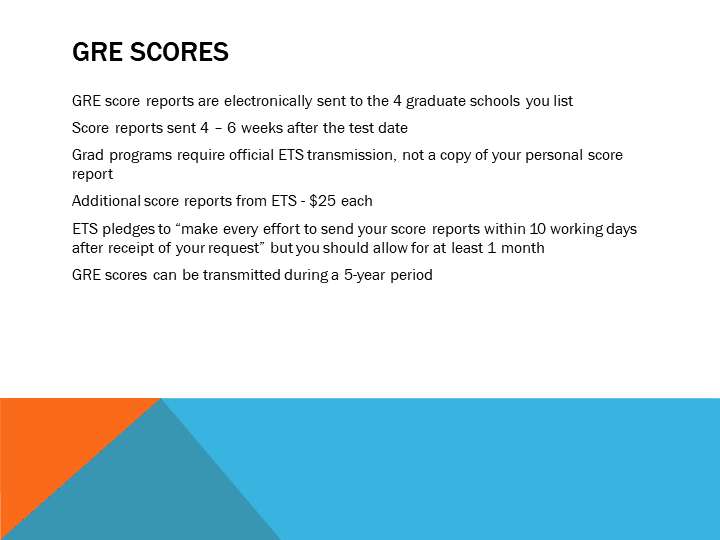 GRE SCORES
GRE score reports are electronically sent to the 4 graduate schools you list
Score reports sent 4 – 6 weeks after the test date
Grad programs require official ETS transmission, not a copy of your personal score
report
Additional score reports from ETS - $25 each
ETS pledges to “make every effort to send your score reports within 10 working days
after receipt of your request” but you should allow for at least 1 month
GRE scores can be transmitted during a 5-year period